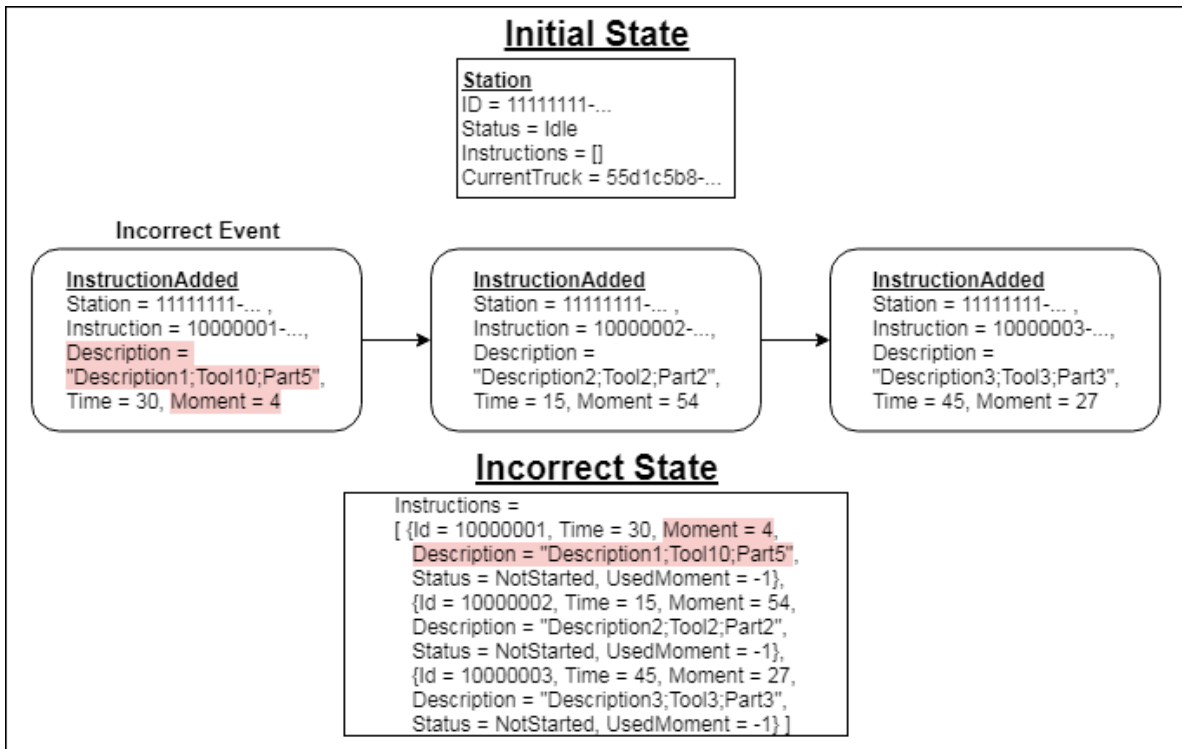 Initial State
Station
ID = 11111111-...
Status = Idle
Instructions = []
CurrentTruck = 55d1c5b8-...
Incorrect Event
InstructionAdded
Station = 11111111-... ,
Instruction = 10000001-...,
Description =
"Description1;Tool10;Part5",
Time = 30, Moment = 4
InstructionAdded
Station = 11111111-... ,
Instruction = 10000002-...,
Description =
"Description2;Tool2;Part2",
Time = 15, Moment = 54
InstructionAdded
Station = 11111111-... ,
Instruction = 10000003-...,
Description =
"Description3;Tool3;Part3",
Time = 45, Moment = 27
Incorrect State
Instructions =
[ {Id = 10000001, Time = 30, Moment = 4,
Description = "Description1;Tool10;Part5",
Status = NotStarted, UsedMoment = -1},
{Id = 10000002, Time = 15, Moment = 54,
Description = "Description2;Tool2;Part2",
Status = NotStarted, UsedMoment = -1},
{Id = 10000003, Time = 45, Moment = 27,
Description = "Description3;Tool3;Part3",
Status = NotStarted, UsedMoment = -1} ]